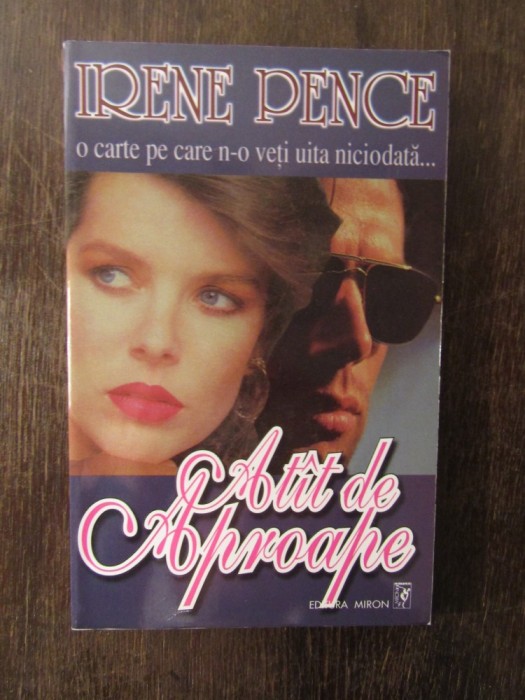 IRENE PENCE
o carte pe care n-o veți uita niciodată...
Atît de
Aproape
EDITURA MIRON